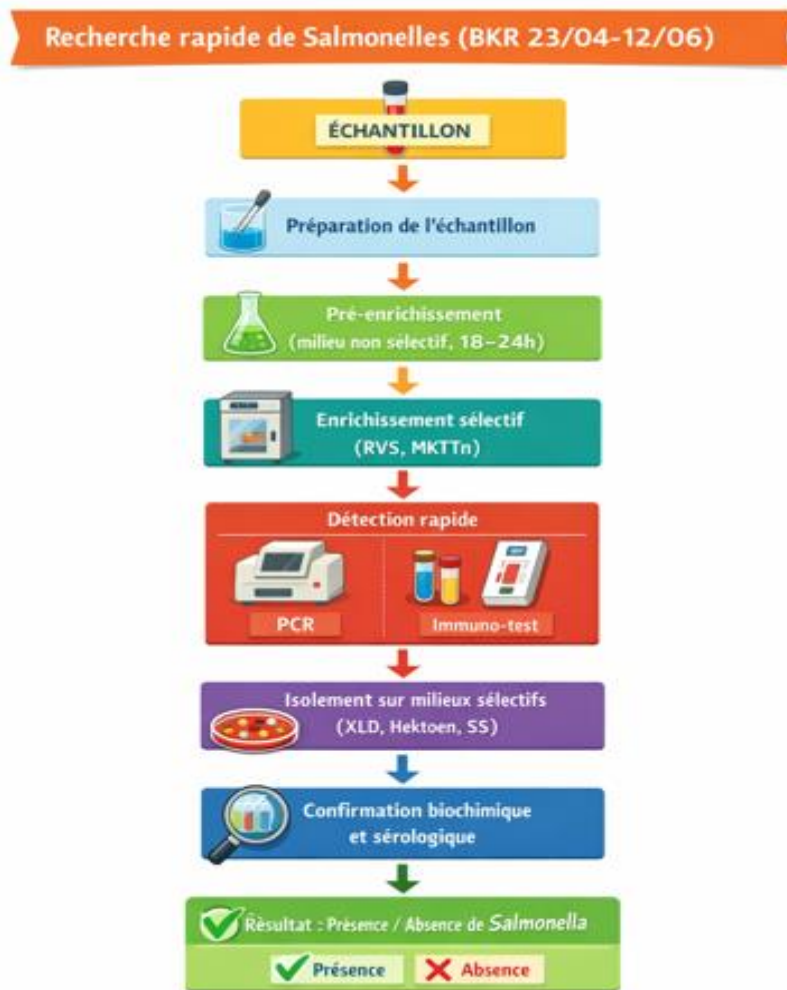 Recherche rapide de Salmonelles (BKR 23/04-12/06)
ÉCHANTILLON
Préparation de l'échantillon
Pré-enrichissement
(milieu non sélectif, 18–24h)
Enrichissement sélectif
(RVS, MKTTn)
Détection rapide
PCR
Immuno-test
Isolement sur milieux sélectifs
(XLD, Hektoen, SS)
Confirmation biochimique
et sérologique
Résultat : Présence / Absence de Salmonella
Présence
Absence